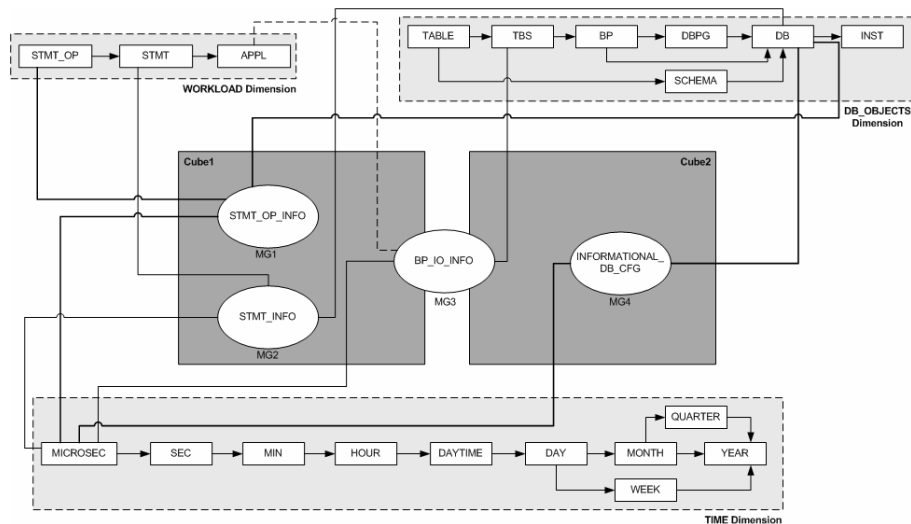 TABLE
TBS
BP
DBPG
DB
INST
STMT_OP
STMT
APPL
SCHEMA
WORKLOAD Dimension
DB_OBJECTS
Dimension
Cube1
Cube2
STMT_OP_INFO
MG1
BP_IO_INFO
MG3
INFORMATIONAL_
DB_CFG
MG4
STMT_INFO
MG2
QUARTER
MICROSEC
SEC
MIN
HOUR
DAYTIME
DAY
MONTH
YEAR
WEEK
TIME Dimension